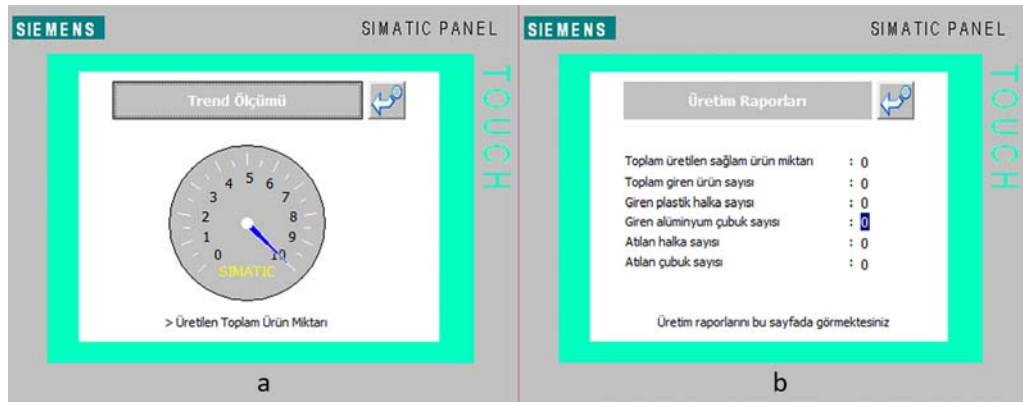 SIEMENS
SIMATIC PANEL
TOUCH
Trend Ölçümü
0 1 2 3 4 5 6 7 8 9 10
SIMATIC
> Üretilen Toplam Ürün Miktarı
a
SIEMENS
SIMATIC PANEL
TOUCH
Üretim Raporları
Toplam üretilen sağlam ürün miktarı : 0
Toplam giren ürün sayısı : 0
Giren plastik halka sayısı : 0
Giren alüminyum çubuk sayısı : 0
Atılan halka sayısı : 0
Atılan çubuk sayısı : 0
Üretim raporlarını bu sayfada görmektesiniz
b